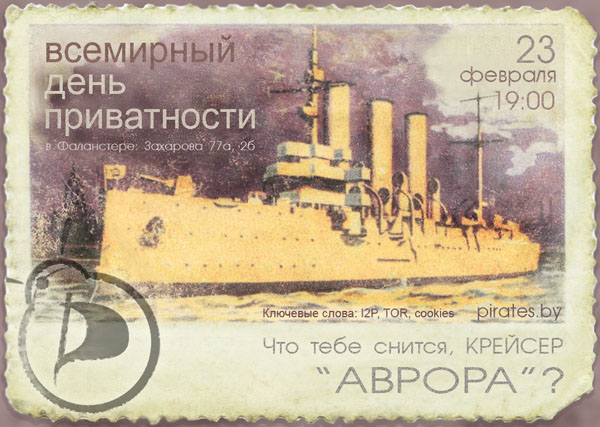 всемирный
день
приватности
в Фаланстере: Захарова 77а, 2б
23
февраля
19:00
Ключевые слова: I2P, TOR, cookies
pirates.by
Что тебе снится, КРЕЙСЕР
"АВРОРА"?